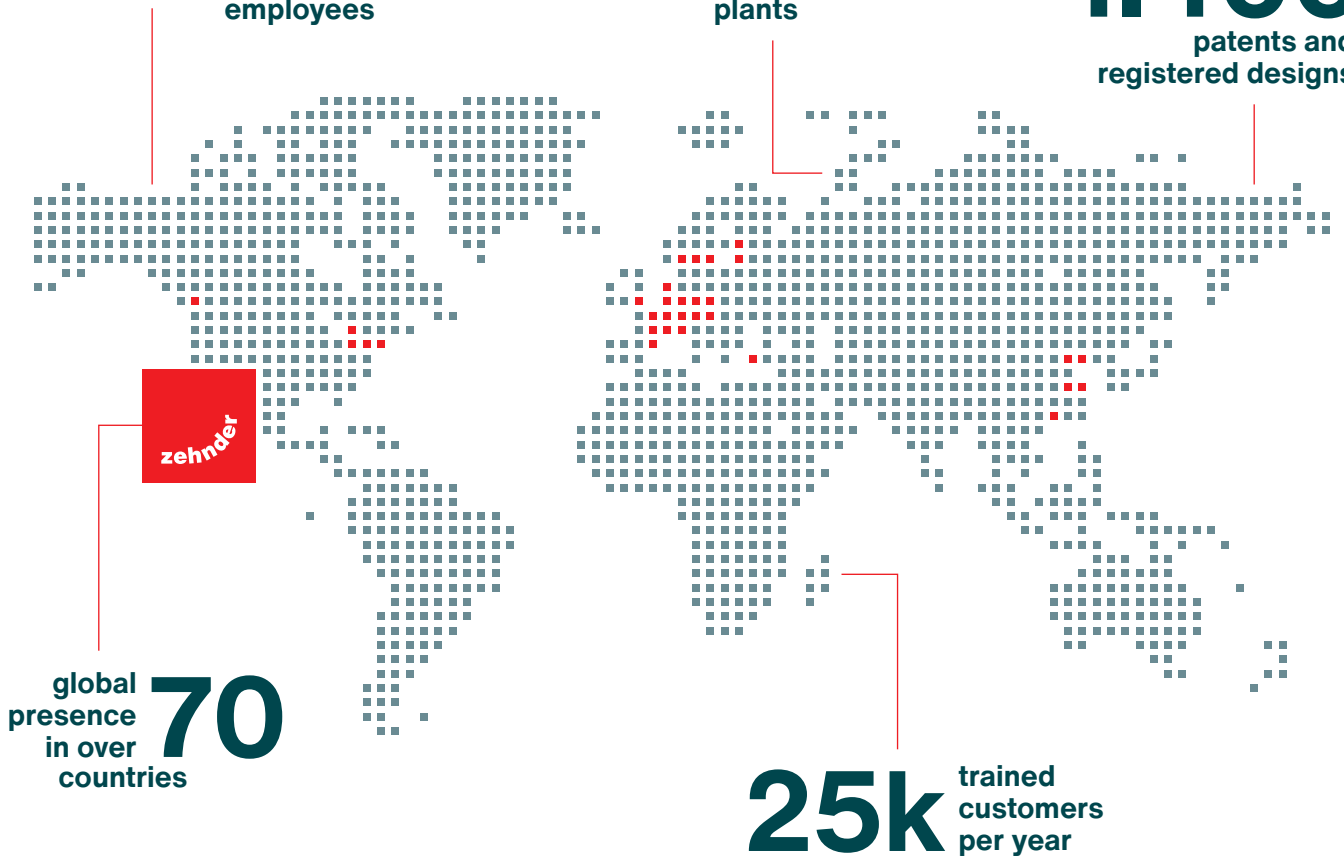 employees
plants
patents and
registered designs
zehnder
global
presence
in over
countries
70
25k
trained
customers
per year